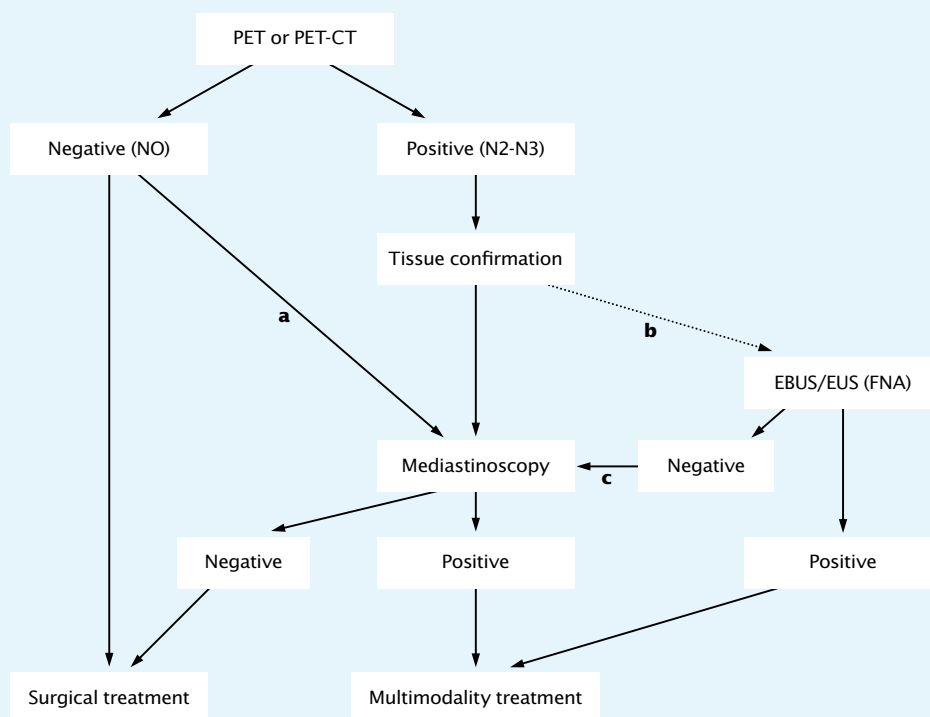 PET or PET-CT
Negative (NO)
Positive (N2-N3)
Tissue confirmation
a
b
EBUS/EUS (FNA)
Mediastinoscopy
c
Negative
Negative
Positive
Positive
Surgical treatment
Multimodality treatment